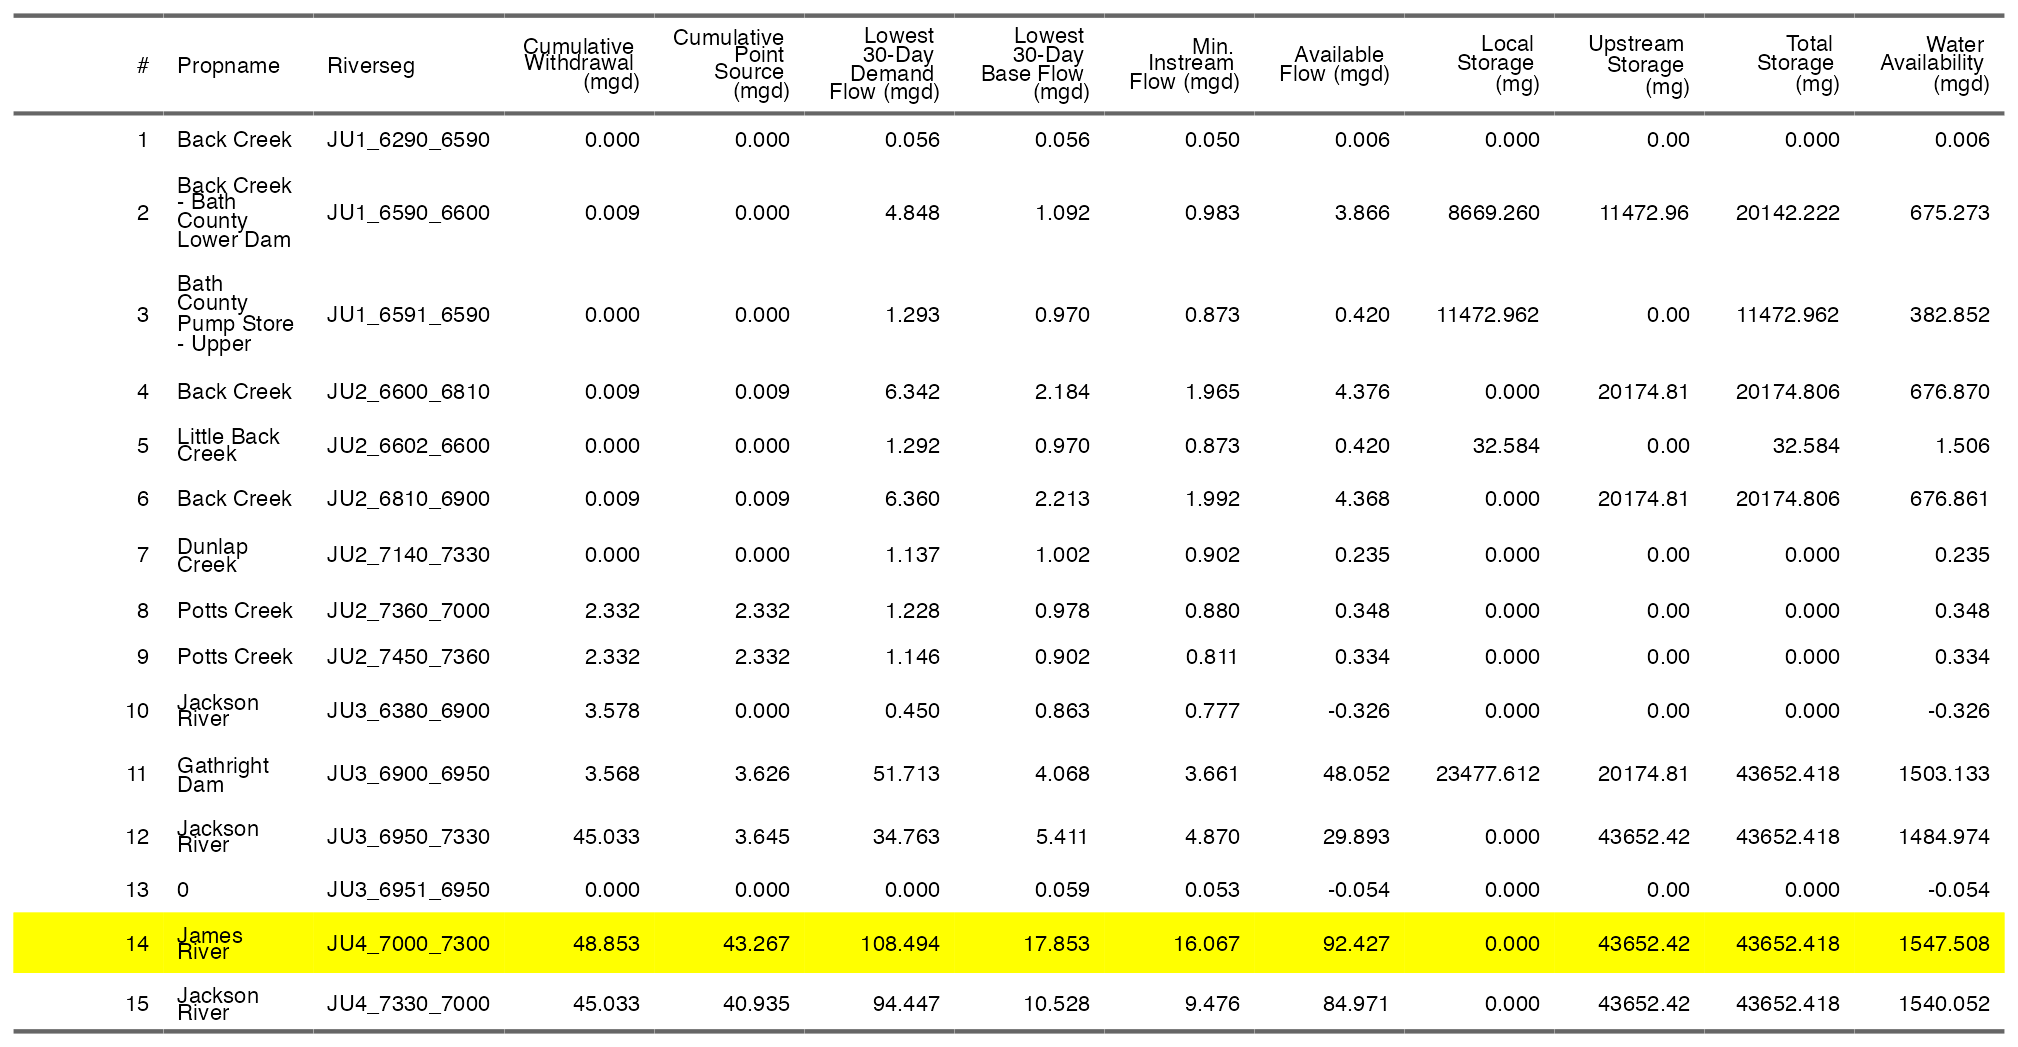 # Propname Riverseg Cumulative Withdrawal (mgd) Cumulative Point Source (mgd) Lowest 30-Day Demand Flow (mgd) Lowest 30-Day Base Flow (mgd) Min. Instream Flow (mgd) Available Flow (mgd) Local Storage (mg) Upstream Storage (mg) Total Storage (mg) Water Availability (mgd)
1 Back Creek JU1_6290_6590 0.000 0.000 0.056 0.056 0.050 0.006 0.000 0.00 0.000 0.006
2 Back Creek - Bath County Lower Dam JU1_6590_6600 0.009 0.000 4.848 1.092 0.983 3.866 8669.260 11472.96 20142.222 675.273
3 Bath County Pump Store - Upper JU1_6591_6590 0.000 0.000 1.293 0.970 0.873 0.420 11472.962 0.00 11472.962 382.852
4 Back Creek JU2_6600_6810 0.009 0.009 6.342 2.184 1.965 4.376 0.000 20174.81 20174.806 676.870
5 Little Back Creek JU2_6602_6600 0.000 0.000 1.292 0.970 0.873 0.420 32.584 0.00 32.584 1.506
6 Back Creek JU2_6810_6900 0.009 0.009 6.360 2.213 1.992 4.368 0.000 20174.81 20174.806 676.861
7 Dunlap Creek JU2_7140_7330 0.000 0.000 1.137 1.002 0.902 0.235 0.000 0.00 0.000 0.235
8 Potts Creek JU2_7360_7000 2.332 2.332 1.228 0.978 0.880 0.348 0.000 0.00 0.000 0.348
9 Potts Creek JU2_7450_7360 2.332 2.332 1.146 0.902 0.811 0.334 0.000 0.00 0.000 0.334
10 Jackson River JU3_6380_6900 3.578 0.000 0.450 0.863 0.777 -0.326 0.000 0.00 0.000 -0.326
11 Gathright Dam JU3_6900_6950 3.568 3.626 51.713 4.068 3.661 48.052 23477.612 20174.81 43652.418 1503.133
12 Jackson River JU3_6950_7330 45.033 3.645 34.763 5.411 4.870 29.893 0.000 43652.42 43652.418 1484.974
13 0 JU3_6951_6950 0.000 0.000 0.000 0.059 0.053 -0.054 0.000 0.00 0.000 -0.054
14 James River JU4_7000_7300 48.853 43.267 108.494 17.853 16.067 92.427 0.000 43652.42 43652.418 1547.508
15 Jackson River JU4_7330_7000 45.033 40.935 94.447 10.528 9.476 84.971 0.000 43652.42 43652.418 1540.052